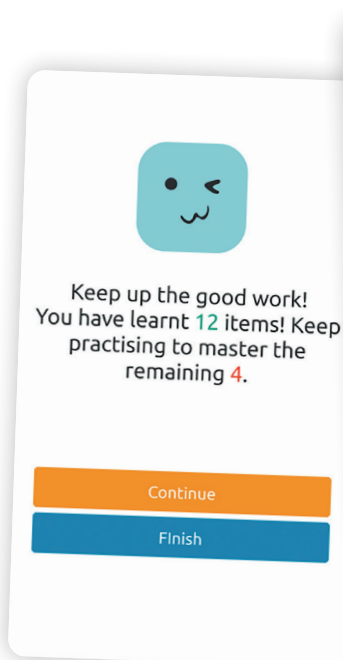 Keep up the good work!
You have learnt 12 items! Keep
practising to master the
remaining 4.
Continue
FInish